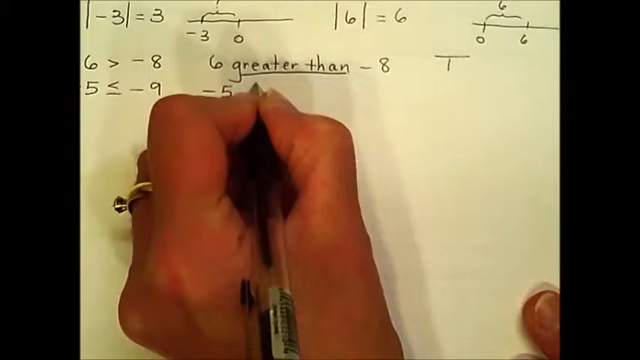 |-3| = 3 -3 0 |6| = 6 6 0 6
6 > -8 6 greater than -8 T
-5 ≤ -9 -5